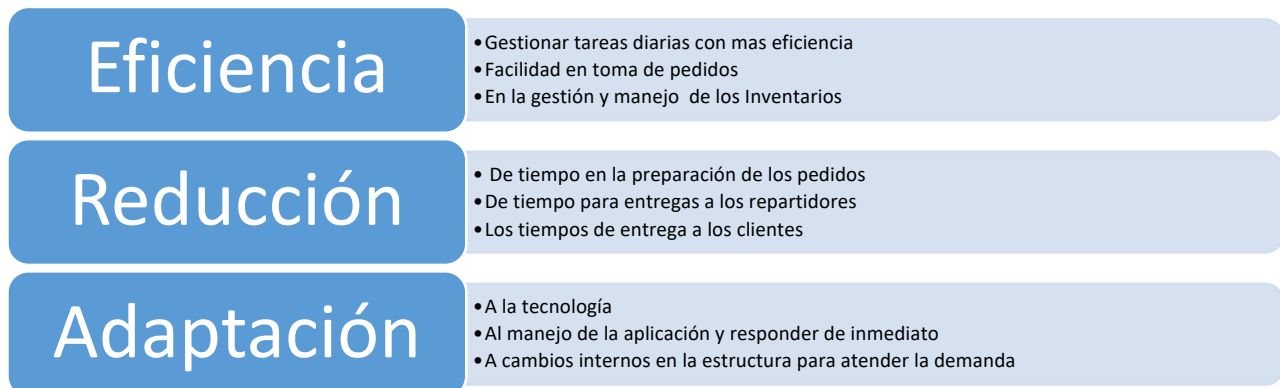 Eficiencia
•Gestionar tareas diarias con mas eficiencia
•Facilidad en toma de pedidos
•En la gestión y manejo de los Inventarios
Reducción
• De tiempo en la preparación de los pedidos
•De tiempo para entregas a los repartidores
•Los tiempos de entrega a los clientes
Adaptación
•A la tecnología
•Al manejo de la aplicación y responder de inmediato
•A cambios internos en la estructura para atender la demanda